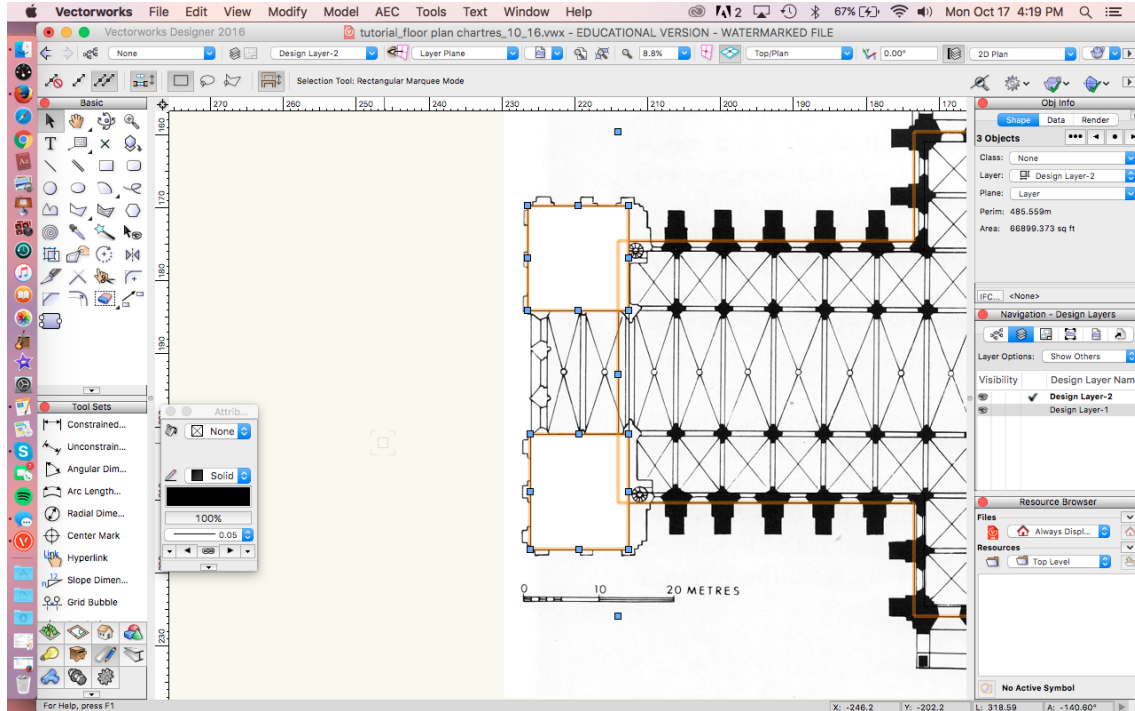 Vectorworks File Edit View Modify Model AEC Tools Text Window Help 2 67% Mon Oct 17 4:19 PM
Vectorworks Designer 2016 tutorial_floor plan chartres_10_16.vwx - EDUCATIONAL VERSION - WATERMARKED FILE
None Design Layer-2 Layer Plane 8.8% Top/Plan 0.00° 2D Plan
Selection Tool: Rectangular Marquee Mode
Basic
270 260 250 240 230 220 210 200 190 180 170
160
170
180
190
230
Tool Sets
Constrained...
Unconstrain...
Angular Dim...
Arc Length...
Radial Dime...
Center Mark
Link Hyperlink
Slope Dimen...
Grid Bubble
Attrib...
None
Solid
100%
0.05
0 10 20 METRES
Obj Info
Shape Data Render
3 Objects
Class: None
Layer: Design Layer-2
Plane: Layer
Perim: 485.559m
Area: 66899.373 sq ft
IFC... <None>
Navigation - Design Layers
Layer Options: Show Others
Visibility Design Layer Nam
Design Layer-2
Design Layer-1
Resource Browser
Files
Always Displ...
Resources
Top Level
No Active Symbol
For Help, press F1
X: -246.2 Y: -202.2 L: 318.59 A: -140.60°